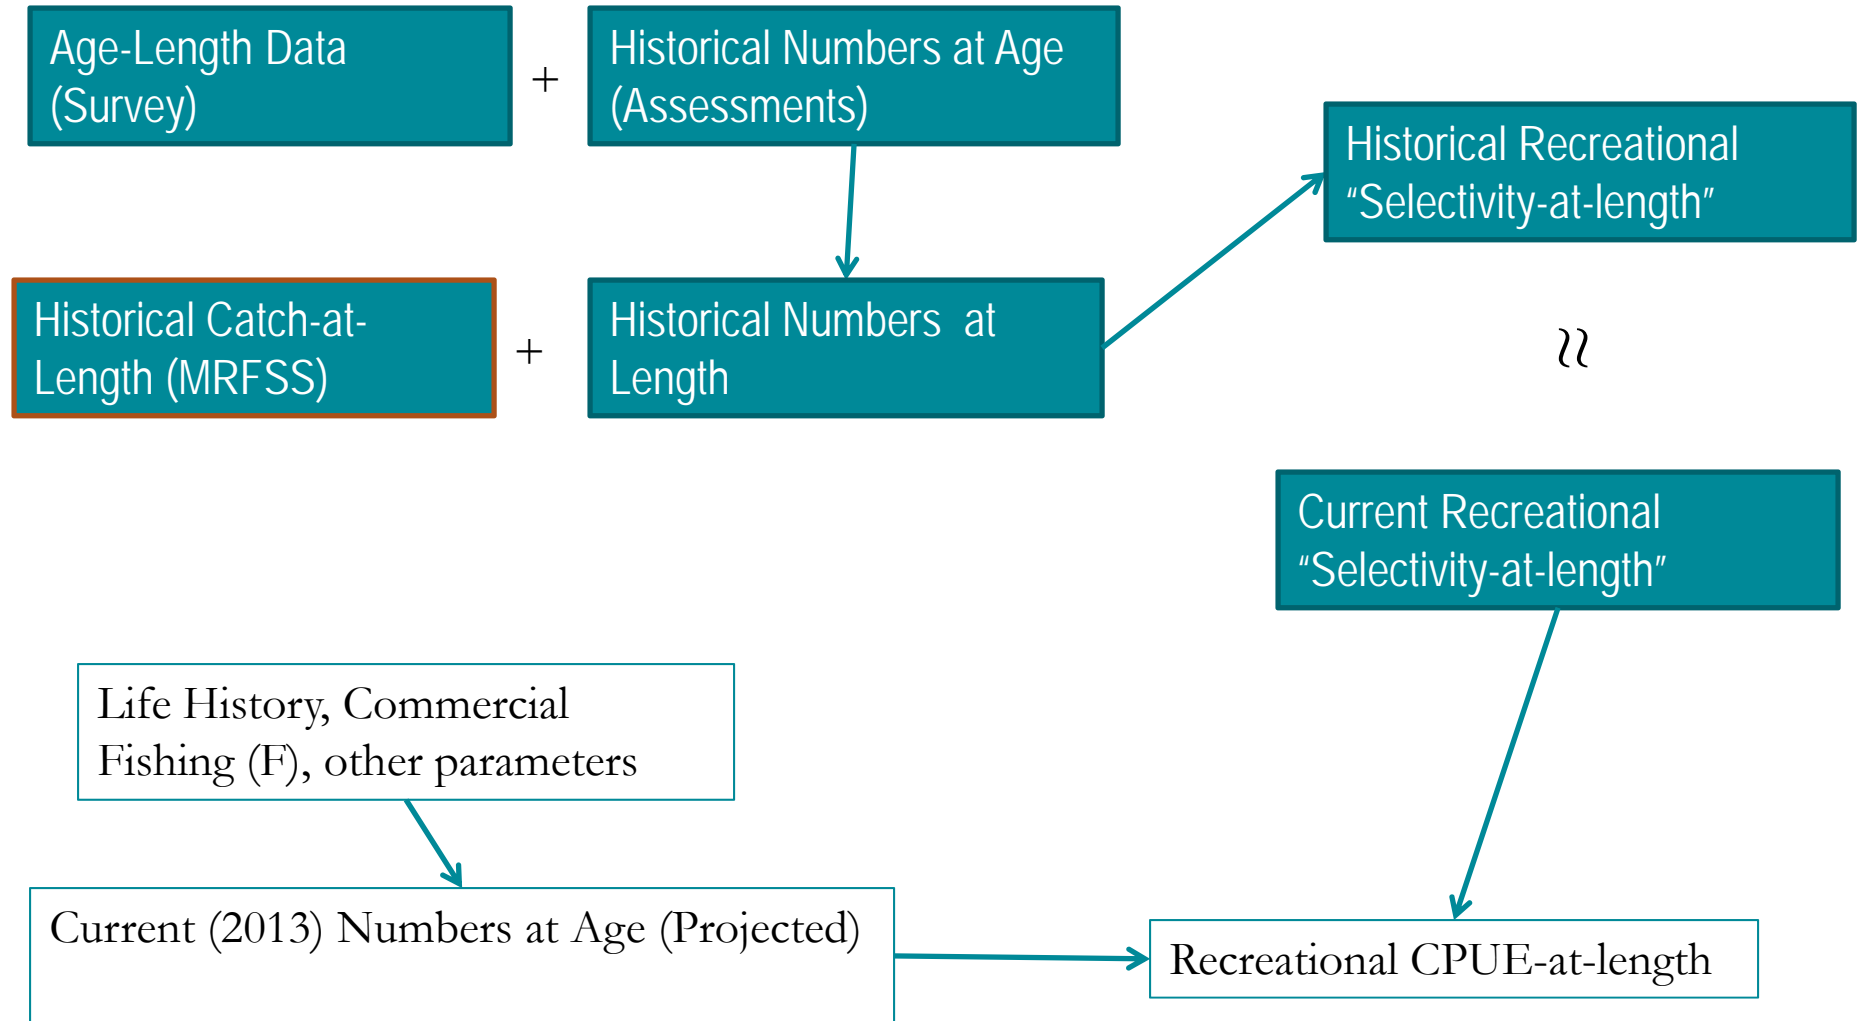 Age-Length Data
(Survey)
+
Historical Numbers at Age
(Assessments)
Historical Recreational
“Selectivity-at-length”
Historical Catch-at-
Length (MRFSS)
+
Historical Numbers at
Length
≈
Current Recreational
“Selectivity-at-length”
Life History, Commercial
Fishing (F), other parameters
Current (2013) Numbers at Age (Projected)
Recreational CPUE-at-length